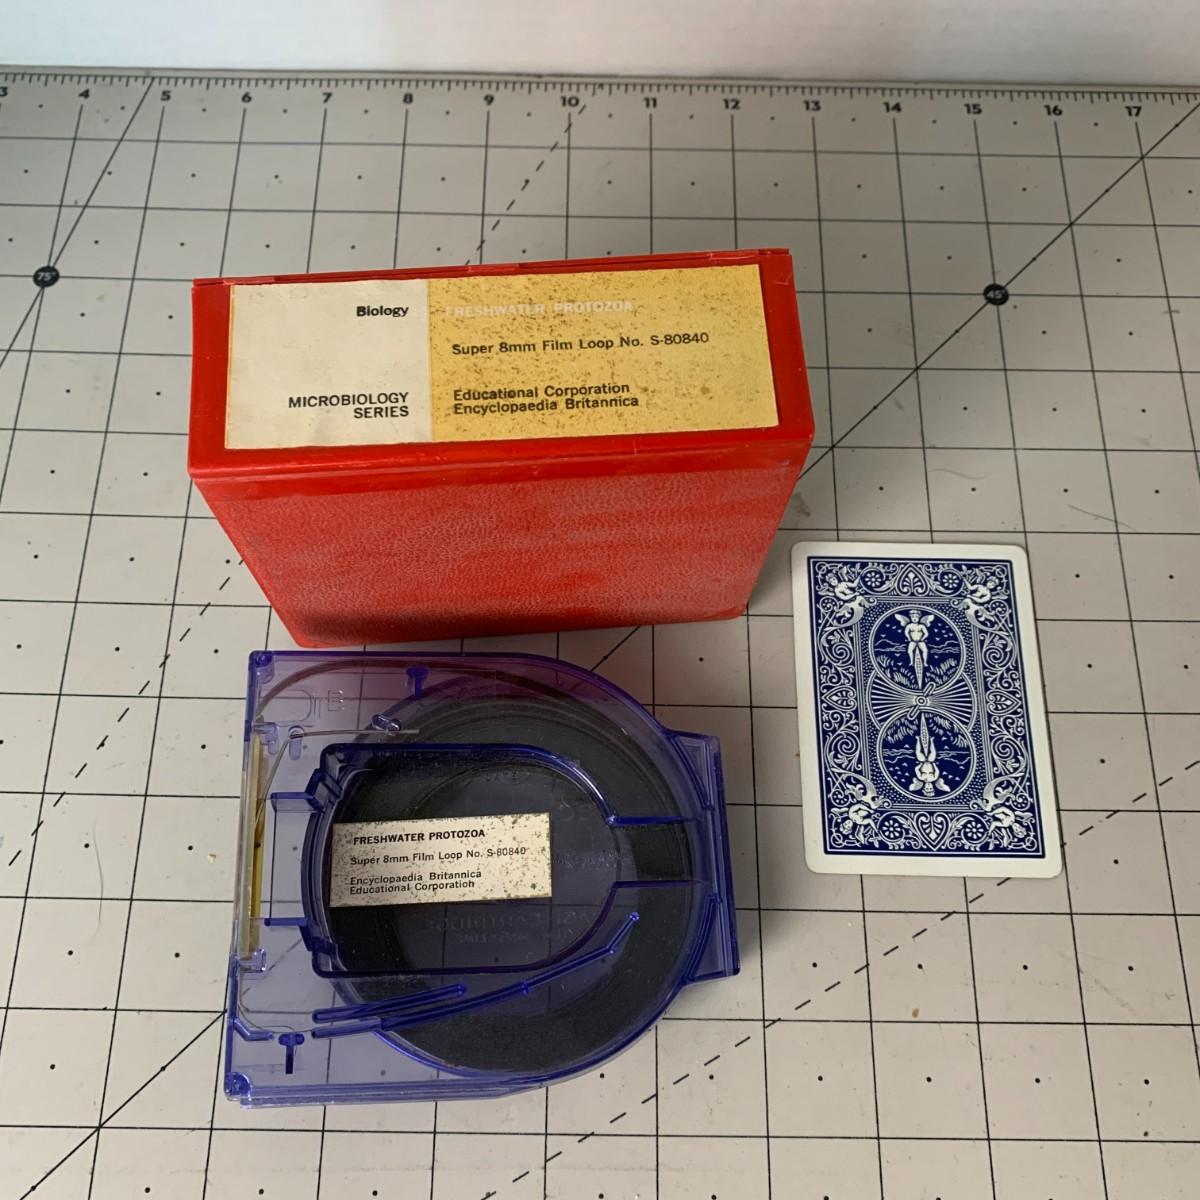 3 4 5 6 7 8 9 10 11 12 13 14 15 16 17
75°
45°
Biology
FRESHWATER PROTOZOA
Super 8mm Film Loop No. S-80840
MICROBIOLOGY
SERIES
Educational Corporation
Encyclopaedia Britannica
FRESHWATER PROTOZOA
Super 8mm Film Loop No. S-80840
Encyclopaedia Britannica
Educational Corporation